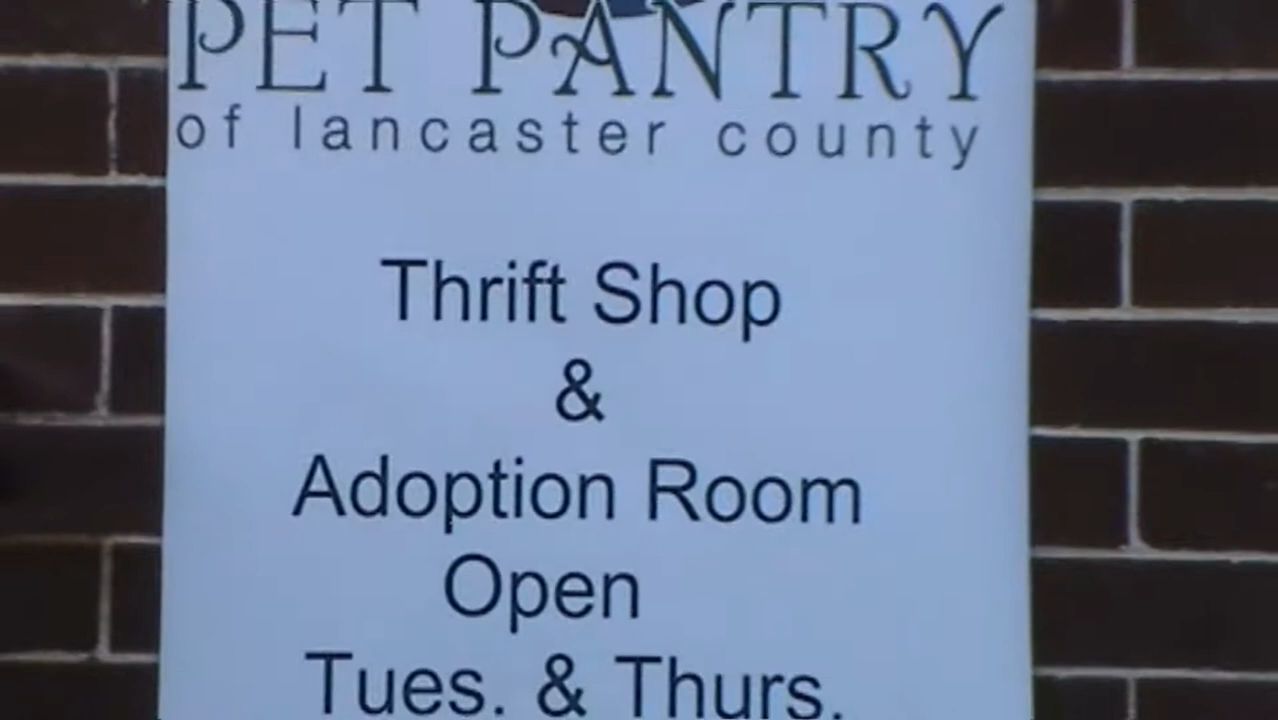 PET PANTRY
of lancaster county
Thrift Shop
&
Adoption Room
Open
Tues. & Thurs.